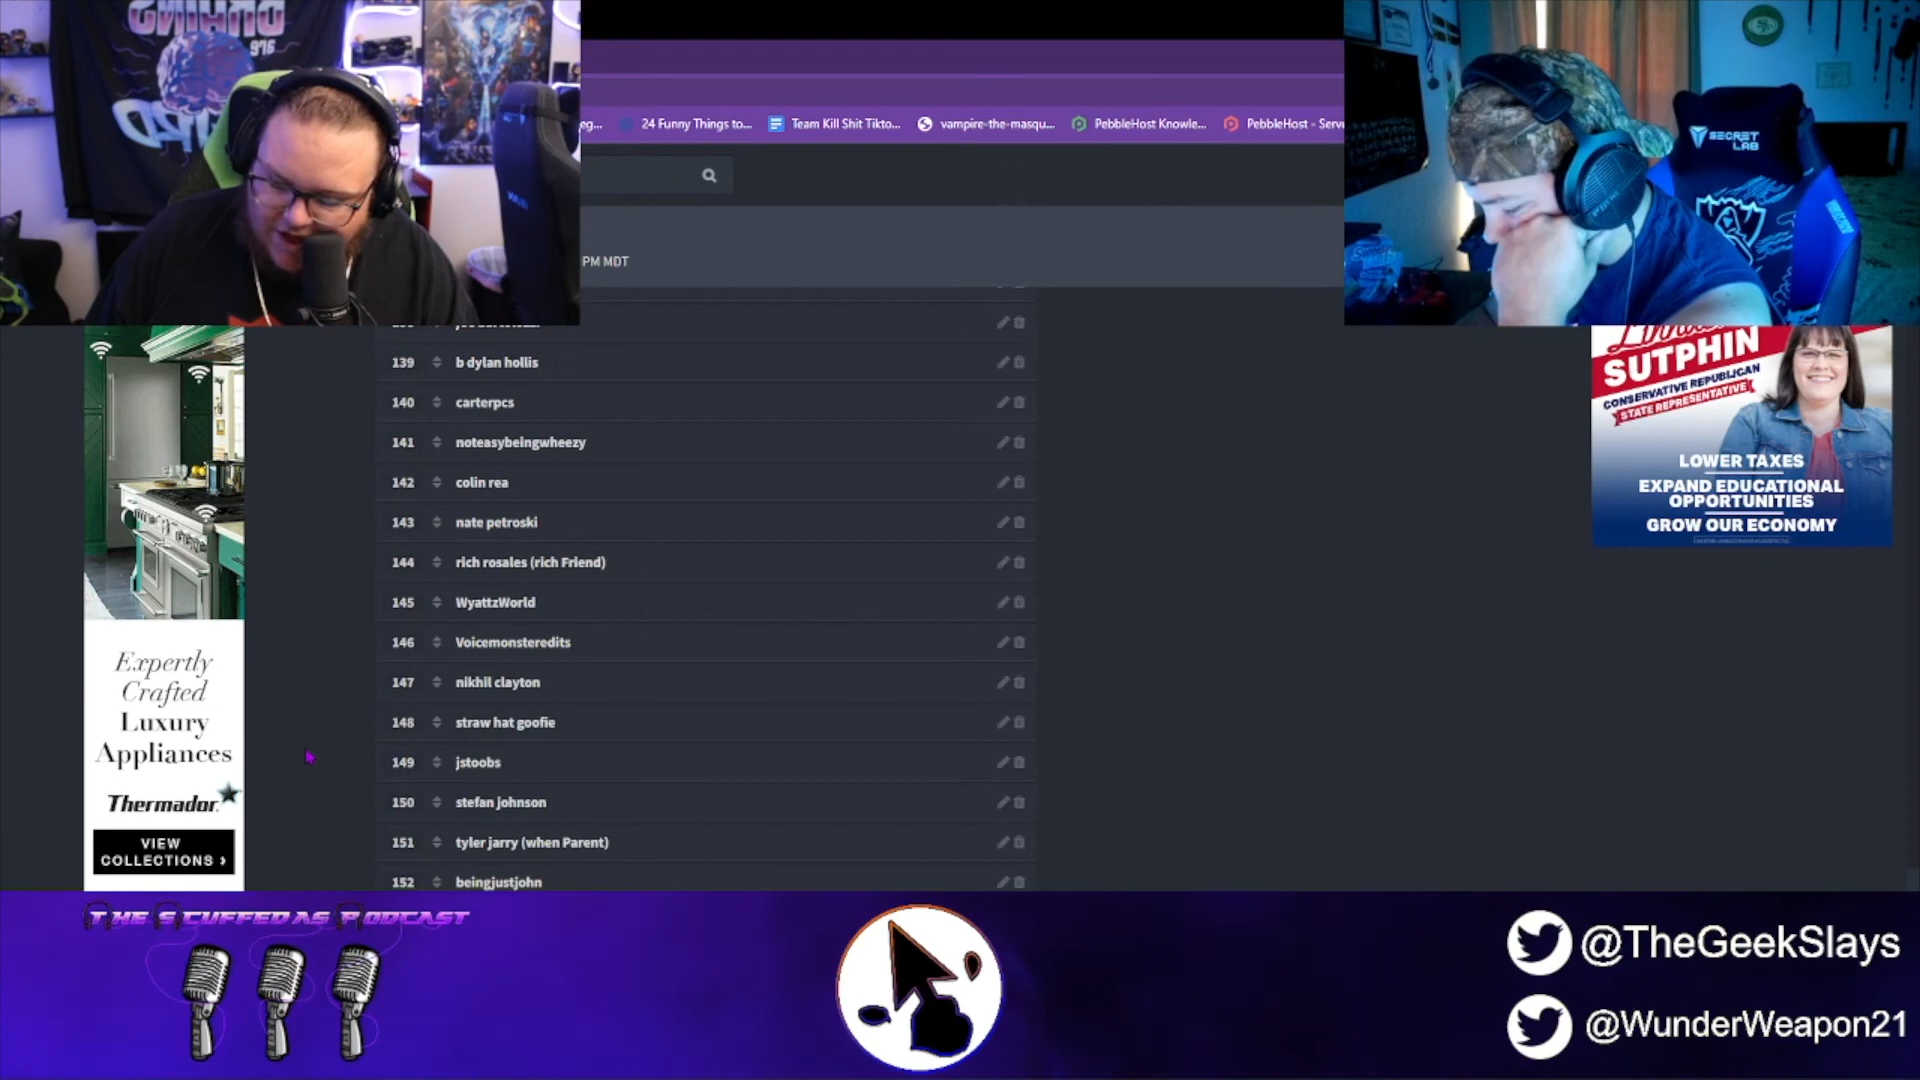 BRAINS
916
eg...
24 Funny Things to...
Team Kill Shit Tikto...
vampire-the-masqu...
PebbleHost Knowle...
PebbleHost - Serve
SECRET
LAB
PM MDT
139 b dylan hollis
140 carterpcs
141 noteasybeingwheezy
142 colin rea
143 nate petroski
144 rich rosales (rich Friend)
145 WyattzWorld
146 Voicemonsteredits
147 nikhil clayton
148 straw hat goofie
149 jstoobs
150 stefan johnson
151 tyler jarry (when Parent)
152 beingjustjohn
SUTPHIN
CONSERVATIVE REPUBLICAN
STATE REPRESENTATIVE
LOWER TAXES
EXPAND EDUCATIONAL
OPPORTUNITIES
GROW OUR ECONOMY
Expertly
Crafted
Luxury
Appliances
Thermador.
VIEW
COLLECTIONS ›
THE SCUFFED AS PODCAST
@TheGeekSlays
@WunderWeapon21